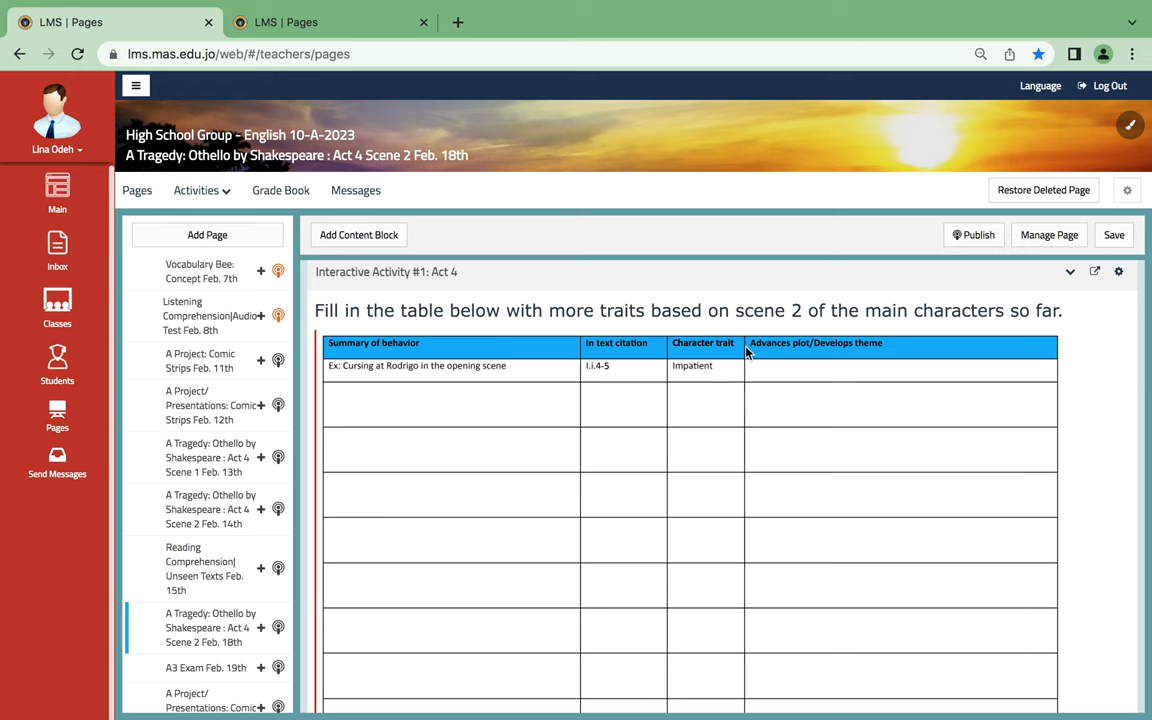 LMS | Pages
LMS | Pages
lms.mas.edu.jo/web/#/teachers/pages
Language
Log Out
High School Group - English 10-A-2023
A Tragedy: Othello by Shakespeare : Act 4 Scene 2 Feb. 18th
Lina Odeh
Main
Inbox
Classes
Students
Pages
Send Messages
Pages
Activities
Grade Book
Messages
Restore Deleted Page
Add Page
Vocabulary Bee:
Concept Feb. 7th
Listening
Comprehension|Audio
Test Feb. 8th
A Project: Comic
Strips Feb. 11th
A Project/
Presentations: Comic
Strips Feb. 12th
A Tragedy: Othello by
Shakespeare : Act 4
Scene 1 Feb. 13th
A Tragedy: Othello by
Shakespeare : Act 4
Scene 2 Feb. 14th
Reading
Comprehension|
Unseen Texts Feb.
15th
A Tragedy: Othello by
Shakespeare : Act 4
Scene 2 Feb. 18th
A3 Exam Feb. 19th
A Project/
Presentations: Comic
Add Content Block
Publish
Manage Page
Save
Interactive Activity #1: Act 4
Fill in the table below with more traits based on scene 2 of the main characters so far.
Summary of behavior
In text citation
Character trait
Advances plot/Develops theme
Ex: Cursing at Rodrigo in the opening scene
I.i.4-5
Impatient